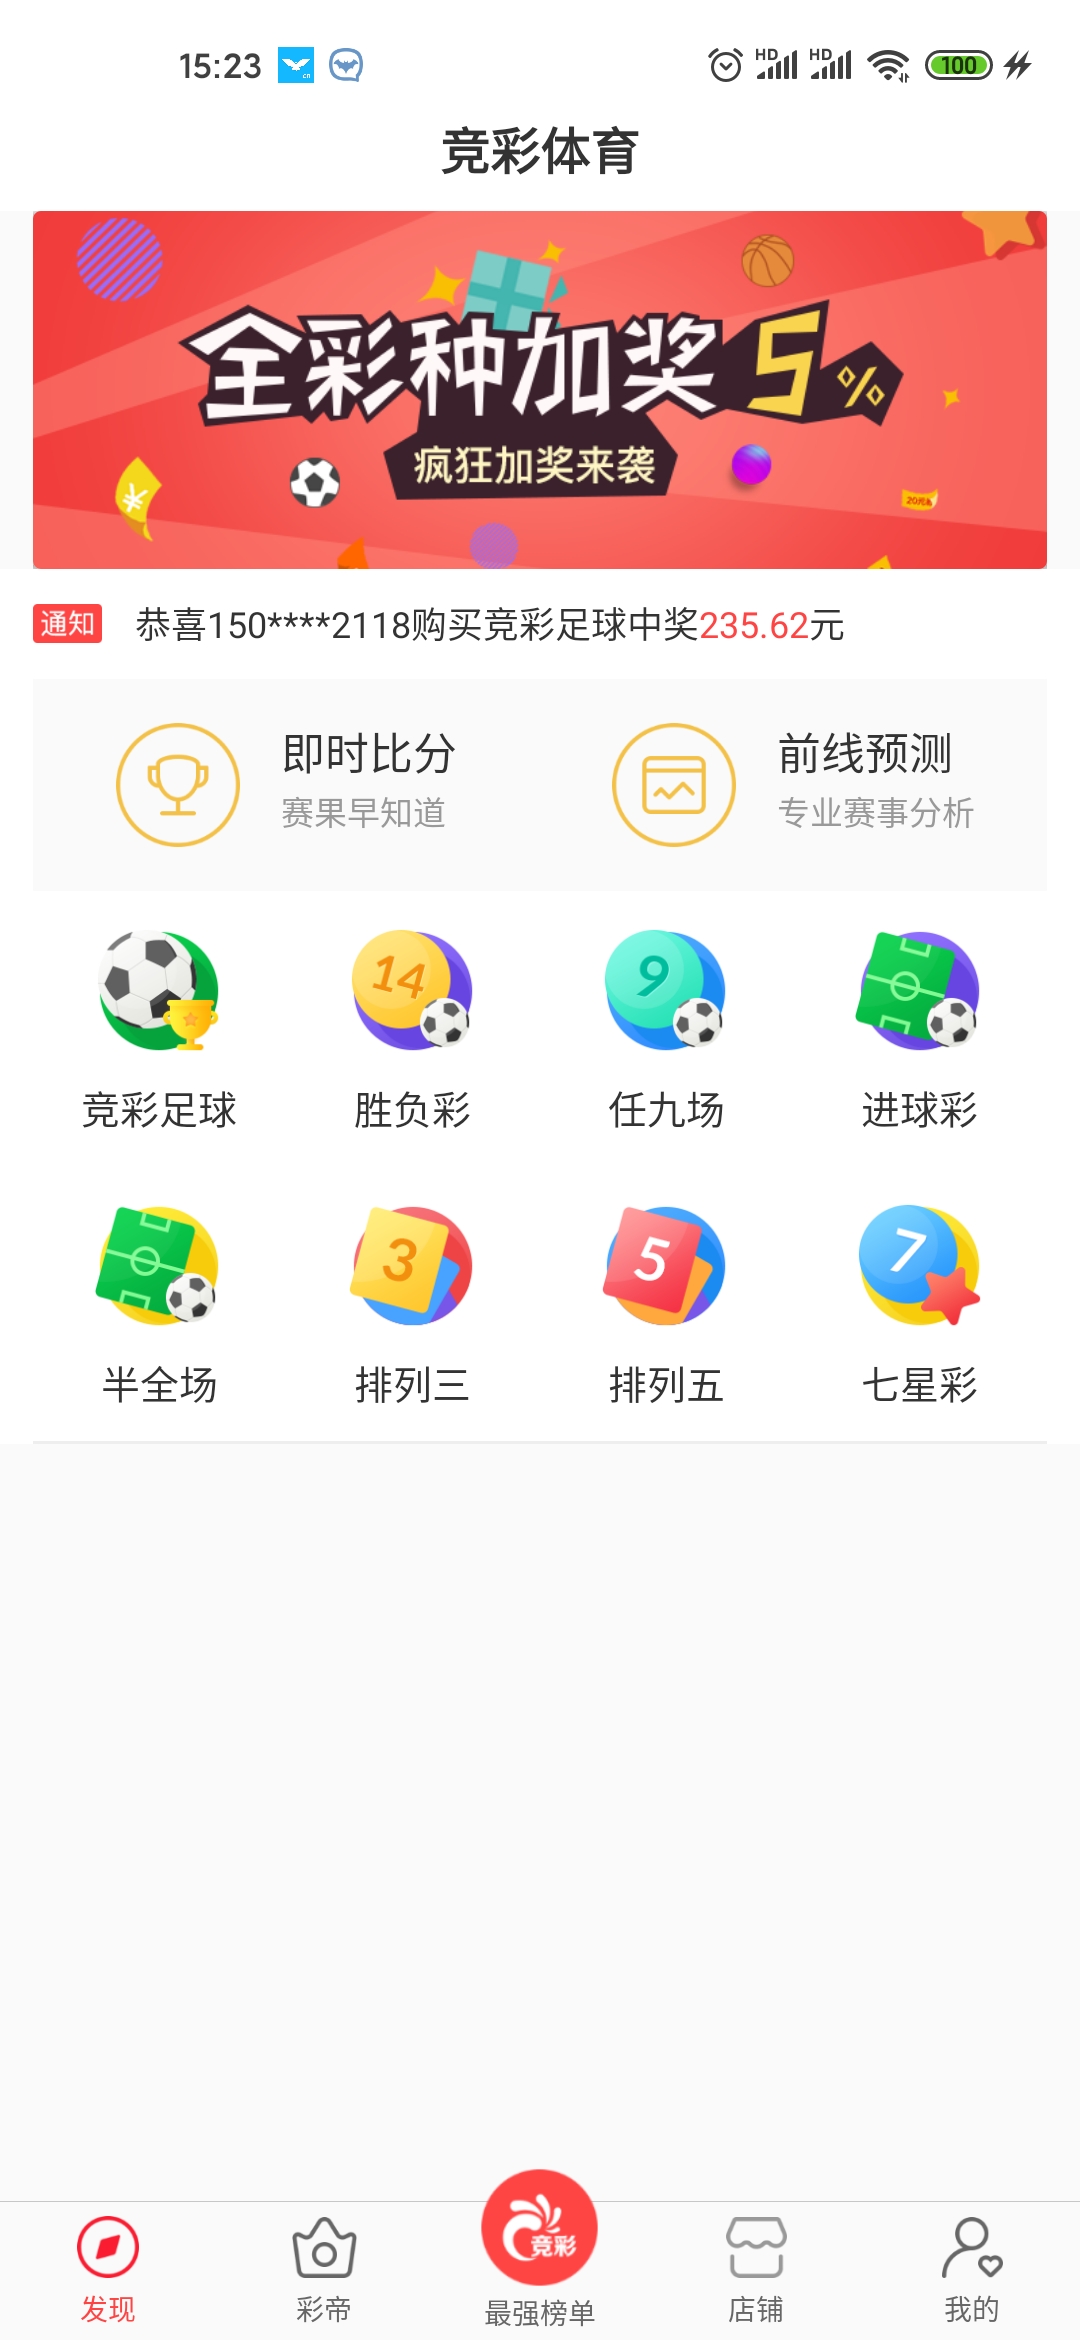 15:23
HD HD 100
竞彩体育
全彩种加奖5%
疯狂加奖来袭
¥
通知 恭喜150****2118购买竞彩足球中奖235.62元
即时比分 前线预测
赛果早知道 专业赛事分析
14 9
竞彩足球 胜负彩 任九场 进球彩
3 5 7
半全场 排列三 排列五 七星彩
竞彩
发现 彩帝 最强榜单 店铺 我的